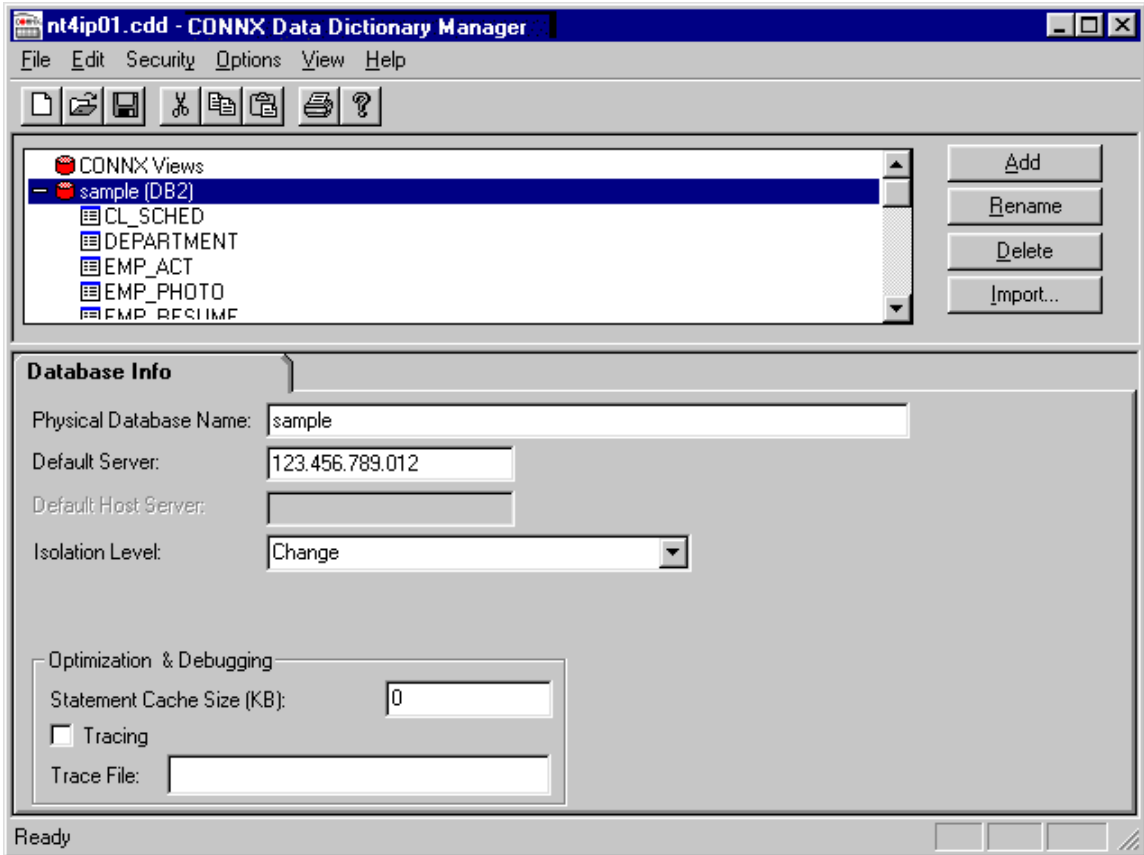 nt4ip01.cdd - CONNX Data Dictionary Manager
File Edit Security Options View Help
CONNX Views
sample (DB2)
CL_SCHED
DEPARTMENT
EMP_ACT
EMP_PHOTO
EMP_RESUME
Add
Rename
Delete
Import...
Database Info
Physical Database Name: sample
Default Server: 123.456.789.012
Default Host Server:
Isolation Level: Change
Optimization & Debugging
Statement Cache Size (KB): 0
Tracing
Trace File:
Ready